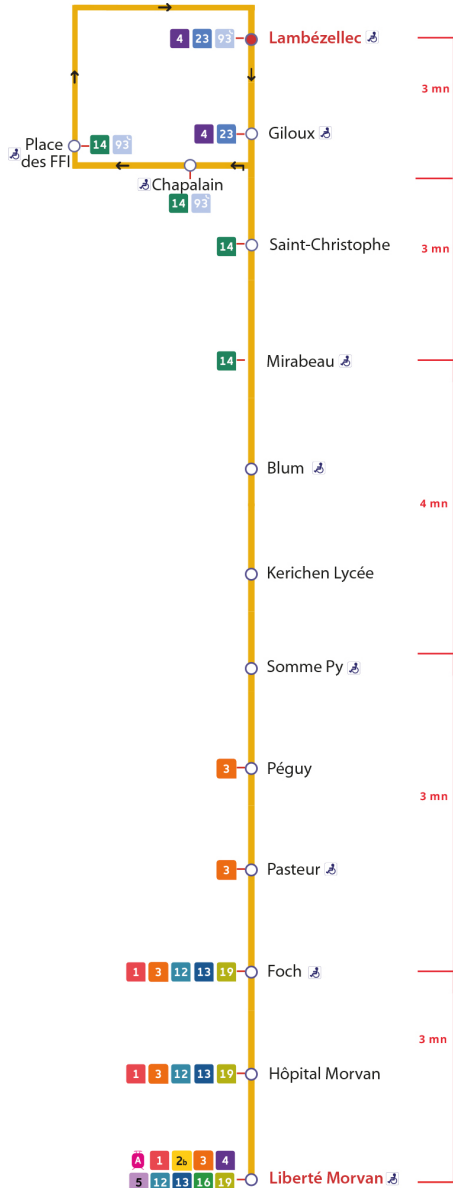 4 23 93 Lambézellec
3 mn
4 23 Giloux
Place
des FFI
14 93
Chapalain
14 93
14 Saint-Christophe
3 mn
14 Mirabeau
Blum
4 mn
Kerichen Lycée
Somme Py
3 Péguy
3 mn
3 Pasteur
1 3 12 13 19 Foch
3 mn
1 3 12 13 19 Hôpital Morvan
A 1 2b 3 4
5 12 13 16 19 Liberté Morvan